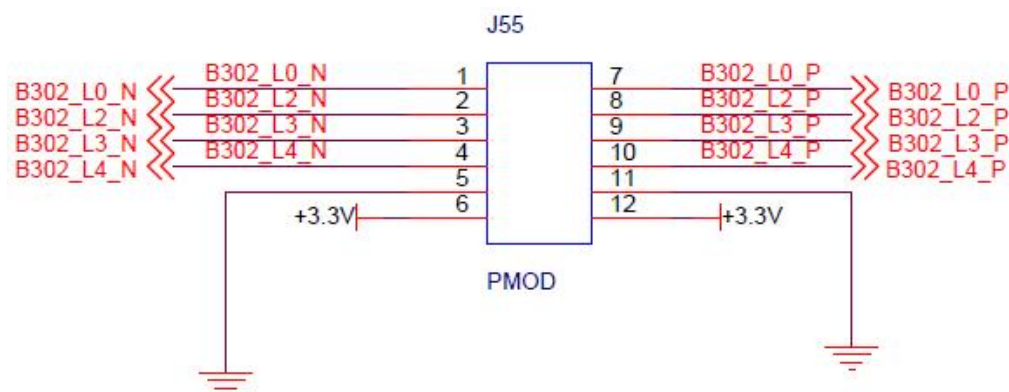 J55
B302_L0_N B302_L0_N 1 7 B302_L0_P B302_L0_P
B302_L2_N B302_L2_N 2 8 B302_L2_P B302_L2_P
B302_L3_N B302_L3_N 3 9 B302_L3_P B302_L3_P
B302_L4_N B302_L4_N 4 10 B302_L4_P B302_L4_P
5 11
+3.3V 6 12 +3.3V
PMOD